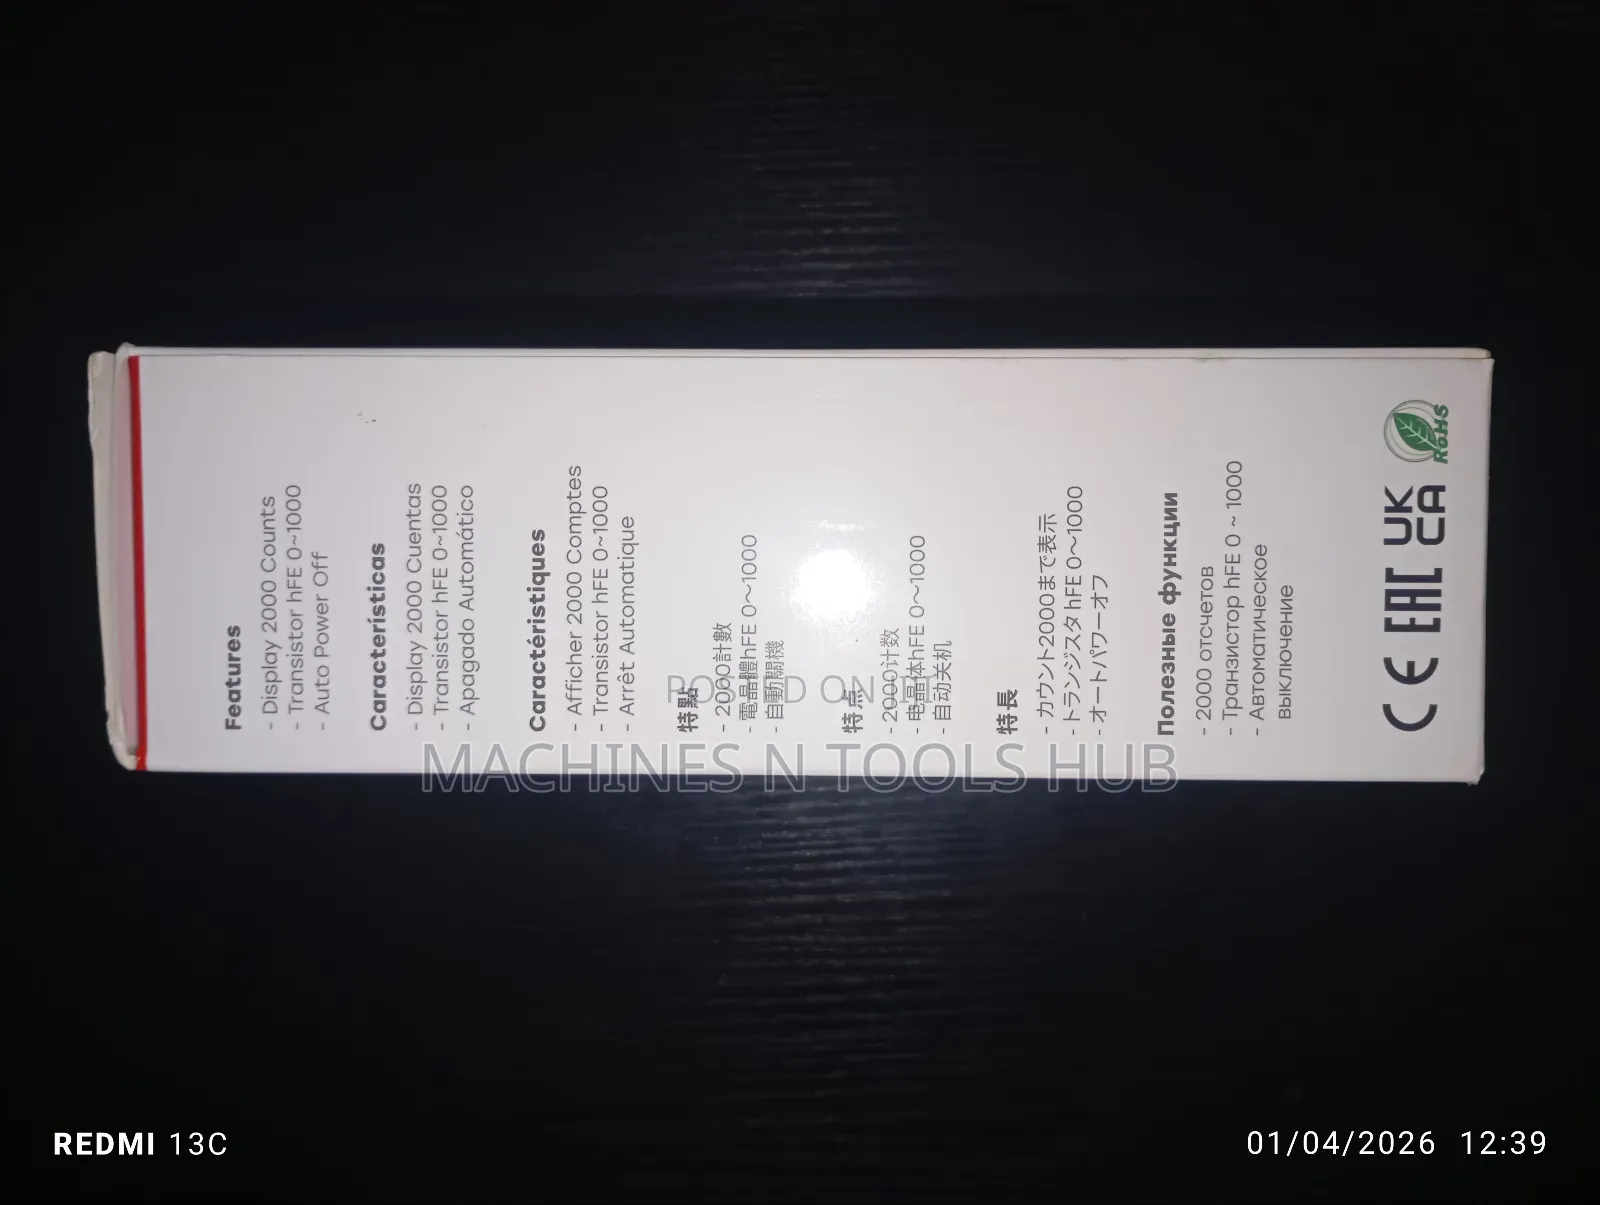 Features
- Display 2000 Counts
- Transistor hFE 0~1000
- Auto Power Off
Características
- Display 2000 Cuentas
- Transistor hFE 0~1000
- Apagado Automático
Caractéristiques
- Afficher 2000 Comptes
- Transistor hFE 0~1000
- Arrêt Automatique
特點
- 2000計數
- 電晶體hFE 0～1000
- 自動關機
特点
- 2000计数
- 电晶体hFE 0～1000
- 自动关机
特長
- カウント2000まで表示
- トランジスタ hFE 0～1000
- オートパワーオフ
Полезные функции
- 2000 отсчетов
- Транзистор hFE 0 ~ 1000
- Автоматическое
выключение
CE EAC UK
CA
RoHS
POSTED ON JIJI
MACHINES N TOOLS HUB
REDMI 13C
01/04/2026 12:39